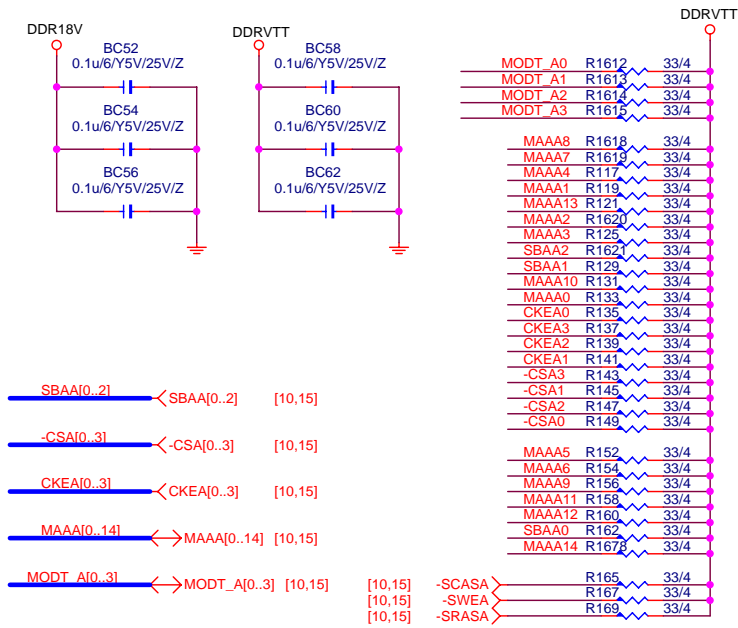 DDR18V
BC52
0.1u/6/Y5V/25V/Z
BC54
0.1u/6/Y5V/25V/Z
BC56
0.1u/6/Y5V/25V/Z
DDRVTT
BC58
0.1u/6/Y5V/25V/Z
BC60
0.1u/6/Y5V/25V/Z
BC62
0.1u/6/Y5V/25V/Z
DDRVTT
MODT_A0 R1612 33/4
MODT_A1 R1613 33/4
MODT_A2 R1614 33/4
MODT_A3 R1615 33/4
MAAA8 R1618 33/4
MAAA7 R1619 33/4
MAAA4 R117 33/4
MAAA1 R119 33/4
MAAA13 R121 33/4
MAAA2 R1620 33/4
MAAA3 R125 33/4
SBAA2 R1621 33/4
SBAA1 R129 33/4
MAAA10 R131 33/4
MAAA0 R133 33/4
CKEA0 R135 33/4
CKEA3 R137 33/4
CKEA2 R139 33/4
CKEA1 R141 33/4
-CSA3 R143 33/4
-CSA1 R145 33/4
-CSA2 R147 33/4
-CSA0 R149 33/4
MAAA5 R152 33/4
MAAA6 R154 33/4
MAAA9 R156 33/4
MAAA11 R158 33/4
MAAA12 R160 33/4
SBAA0 R162 33/4
MAAA14 R1678 33/4
[10,15] -SCASA R165 33/4
[10,15] -SWEA R167 33/4
[10,15] -SRASA R169 33/4
SBAA[0..2] SBAA[0..2] [10,15]
-CSA[0..3] -CSA[0..3] [10,15]
CKEA[0..3] CKEA[0..3] [10,15]
MAAA[0..14] MAAA[0..14] [10,15]
MODT_A[0..3] MODT_A[0..3] [10,15]